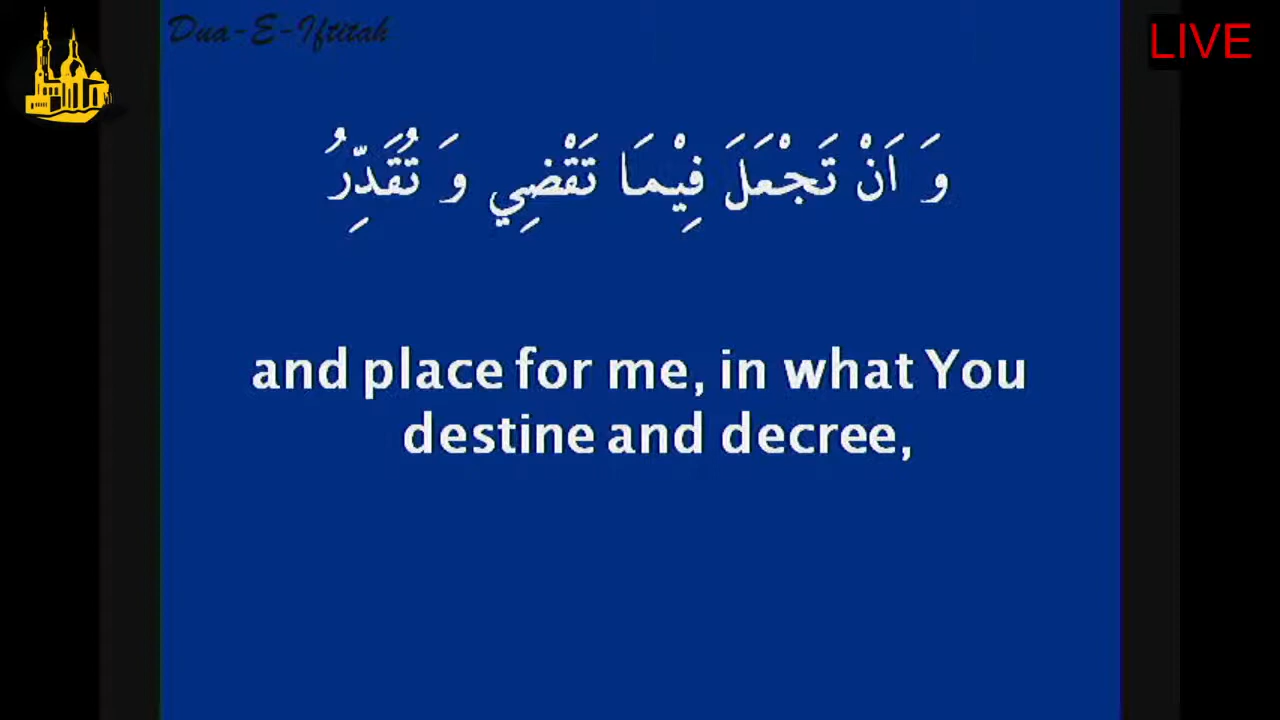 Dua-E-Iftitah
LIVE
وَ اَنْ تَجْعَلَ فِيْمَا تَقْضِي وَ تُقَدِّرُ
and place for me, in what You
destine and decree,